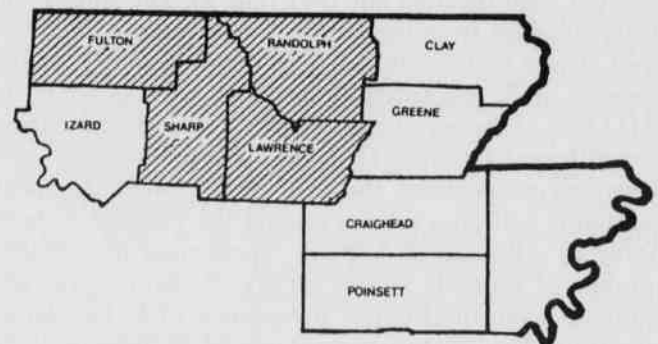 FULTON
RANDOLPH
CLAY
IZARD
SHARP
LAWRENCE
GREENE
CRAIGHEAD
POINSETT